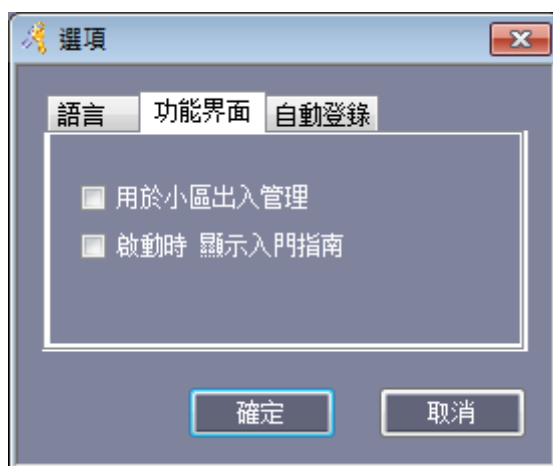 選項
語言 功能界面 自動登錄
用於小區出入管理
啟動時 顯示入門指南
確定 取消